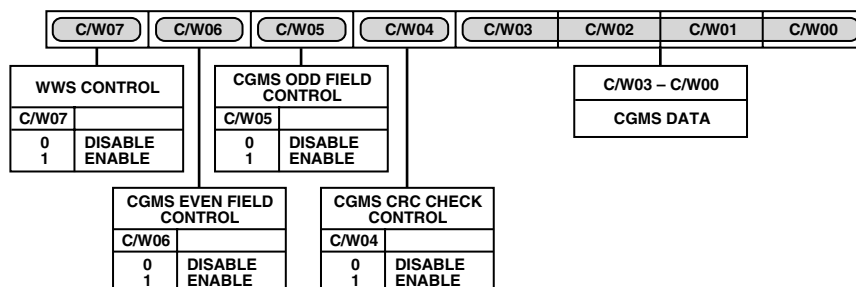 C/W07 C/W06 C/W05 C/W04 C/W03 C/W02 C/W01 C/W00
WWS CONTROL
C/W07
0 DISABLE
1 ENABLE
CGMS ODD FIELD
CONTROL
C/W05
0 DISABLE
1 ENABLE
C/W03 – C/W00
CGMS DATA
CGMS EVEN FIELD
CONTROL
C/W06
0 DISABLE
1 ENABLE
CGMS CRC CHECK
CONTROL
C/W04
0 DISABLE
1 ENABLE